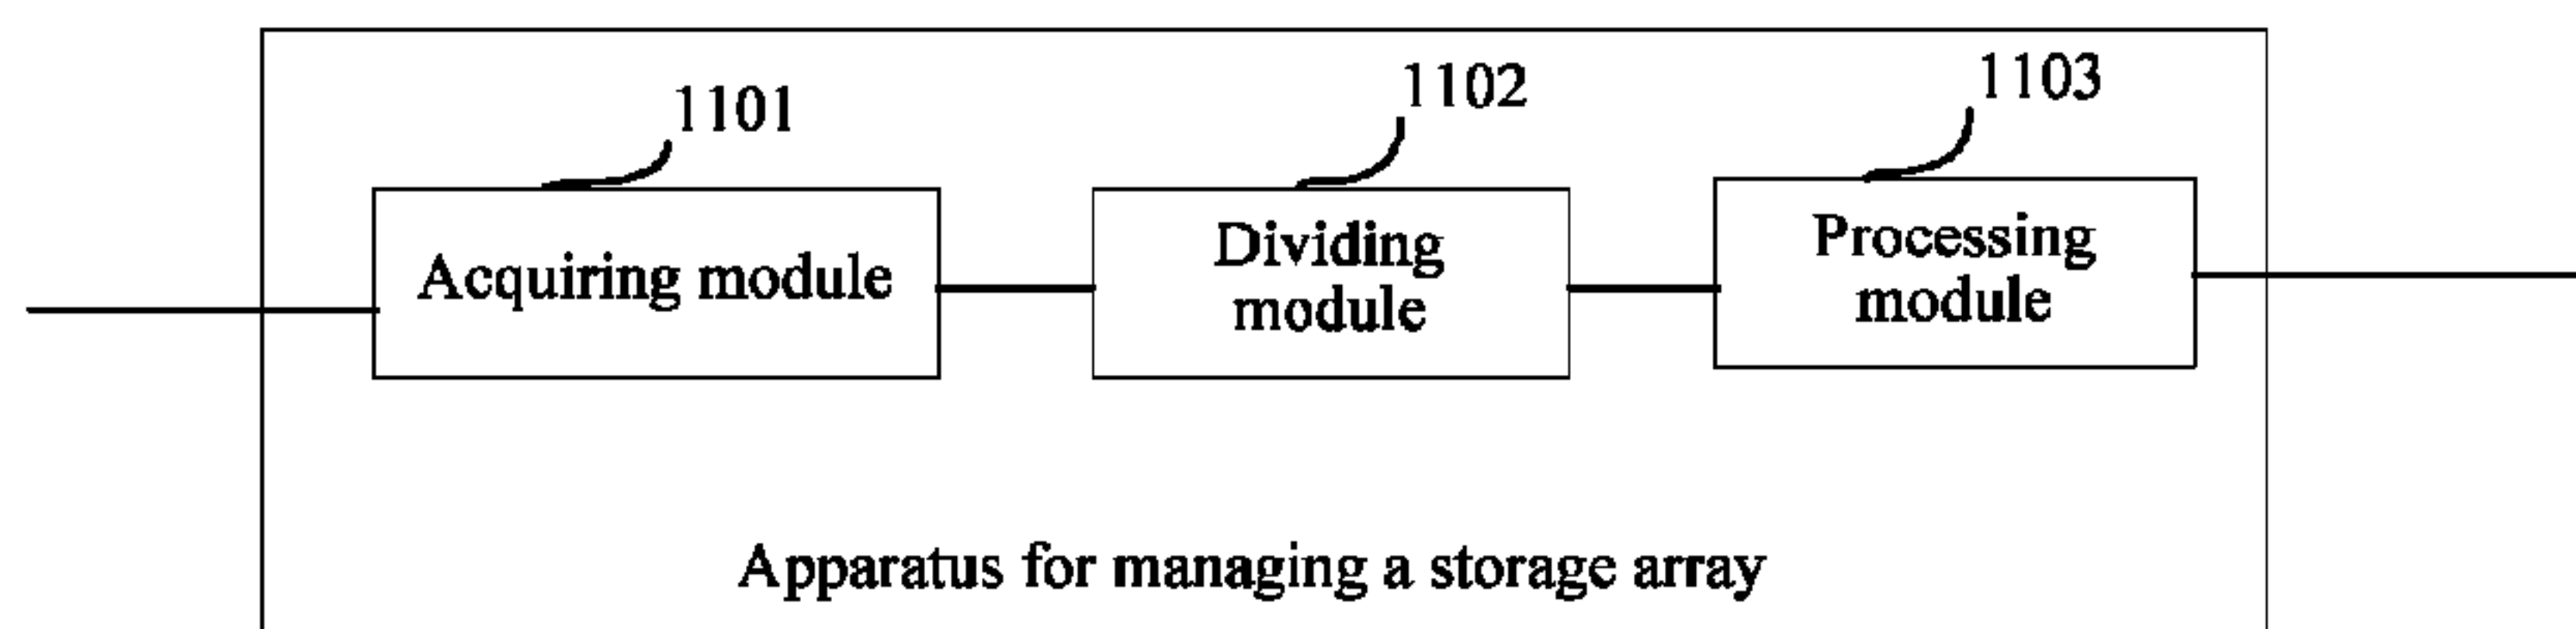 1101
1102
1103
Acquiring module
Dividing
module
Processing
module
Apparatus for managing a storage array